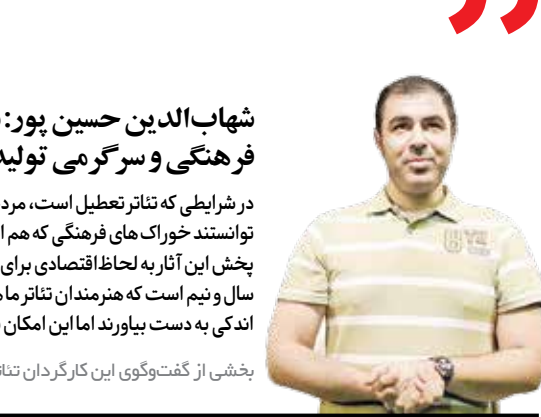 شهاب‌الدین حسین پور:
فرهنگی و سرگرمی تولید
در شرایطی که تئاتر تعطیل است، مرد
توانستند خوراک های فرهنگی که هم ا
پخش این آثار به لحاظ اقتصادی برای
سال و نیم است که هنرمندان تئاتر ما
اندکی به دست بیاورند اما این امکان
بخشی از گفت‌وگوی این کارگردان تئات